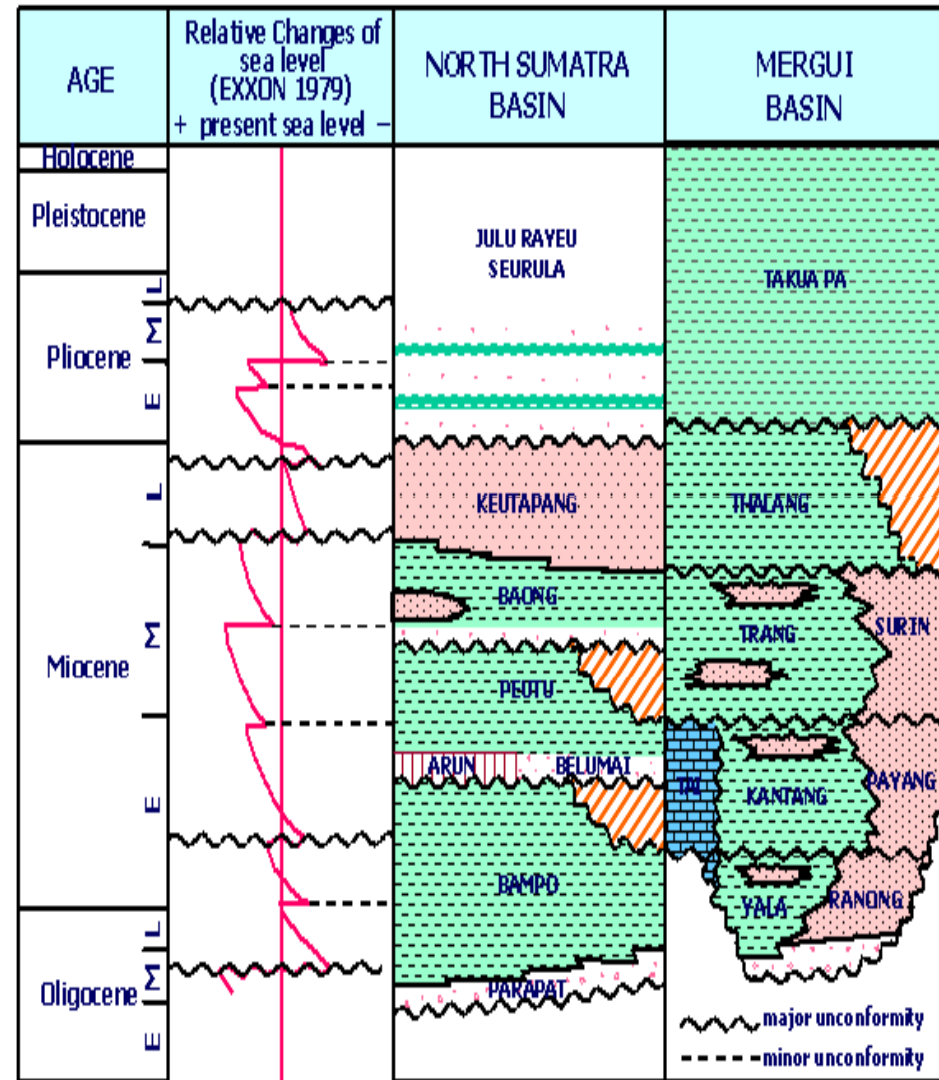 AGE
Relative Changes of
sea level
(EXXON 1979)
+ present sea level −
NORTH SUMATRA
BASIN
MERGUI
BASIN
Holocene
Pleistocene
Pliocene
L
M
E
Miocene
L
M
E
Oligocene
L
M
E
JULU RAYEU
SEURULA
KEUTAPANG
BAONG
PEUTU
ARUN
BELUMAI
BAMPO
PARAPAT
TAKUA PA
THALANG
TRANG
SURIN
TAI
KANTANG
PAYANG
YALA
RANONG
major unconformity
minor unconformity